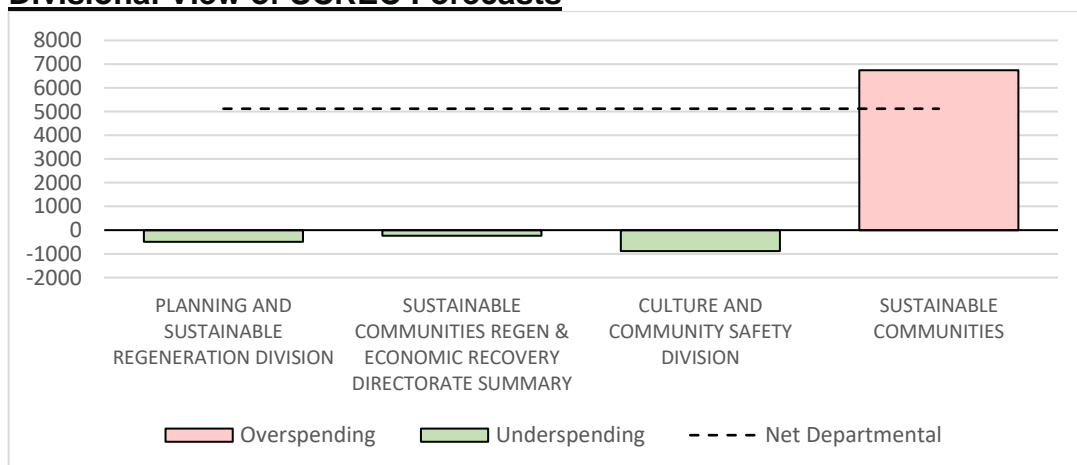 Divisional View of SCRER Forecasts
8000
7000
6000
5000
4000
3000
2000
1000
0
-1000
-2000
PLANNING AND
SUSTAINABLE
REGENERATION DIVISION
SUSTAINABLE
COMMUNITIES REGEN &
ECONOMIC RECOVERY
DIRECTORATE SUMMARY
CULTURE AND
COMMUNITY SAFETY
DIVISION
SUSTAINABLE
COMMUNITIES
Overspending
Underspending
Net Departmental